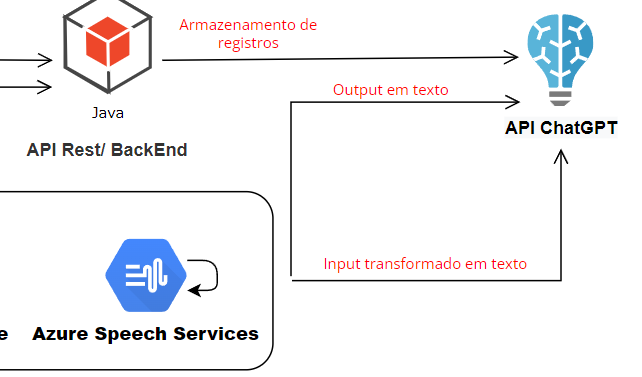 Armazenamento de
registros
Output em texto
Java
API ChatGPT
API Rest/ BackEnd
Input transformado em texto
e
Azure Speech Services